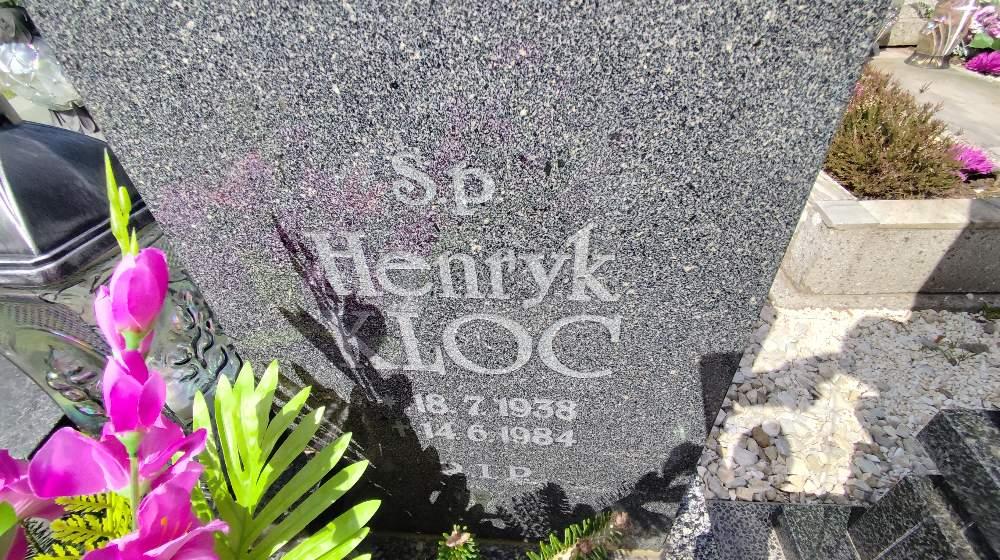 Ś.p.
Henryk
KLOC
* 18.7.1938
+ 14.6.1984
R.I.P.